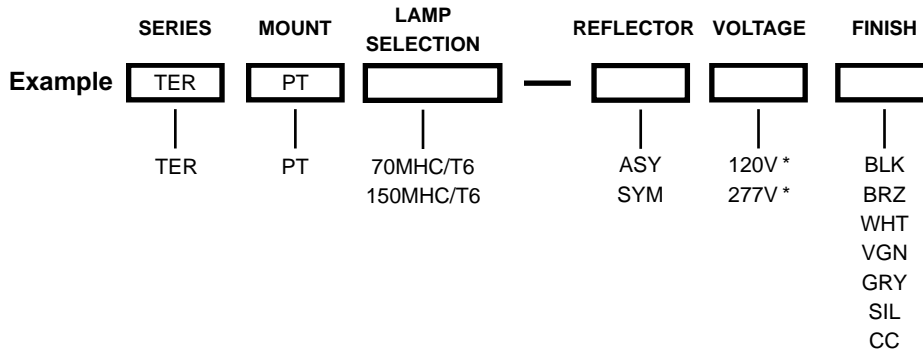 SERIES MOUNT LAMP SELECTION REFLECTOR VOLTAGE FINISH
Example TER PT
TER PT 70MHC/T6 ASY 120V * BLK
150MHC/T6 SYM 277V * BRZ
WHT
VGN
GRY
SIL
CC